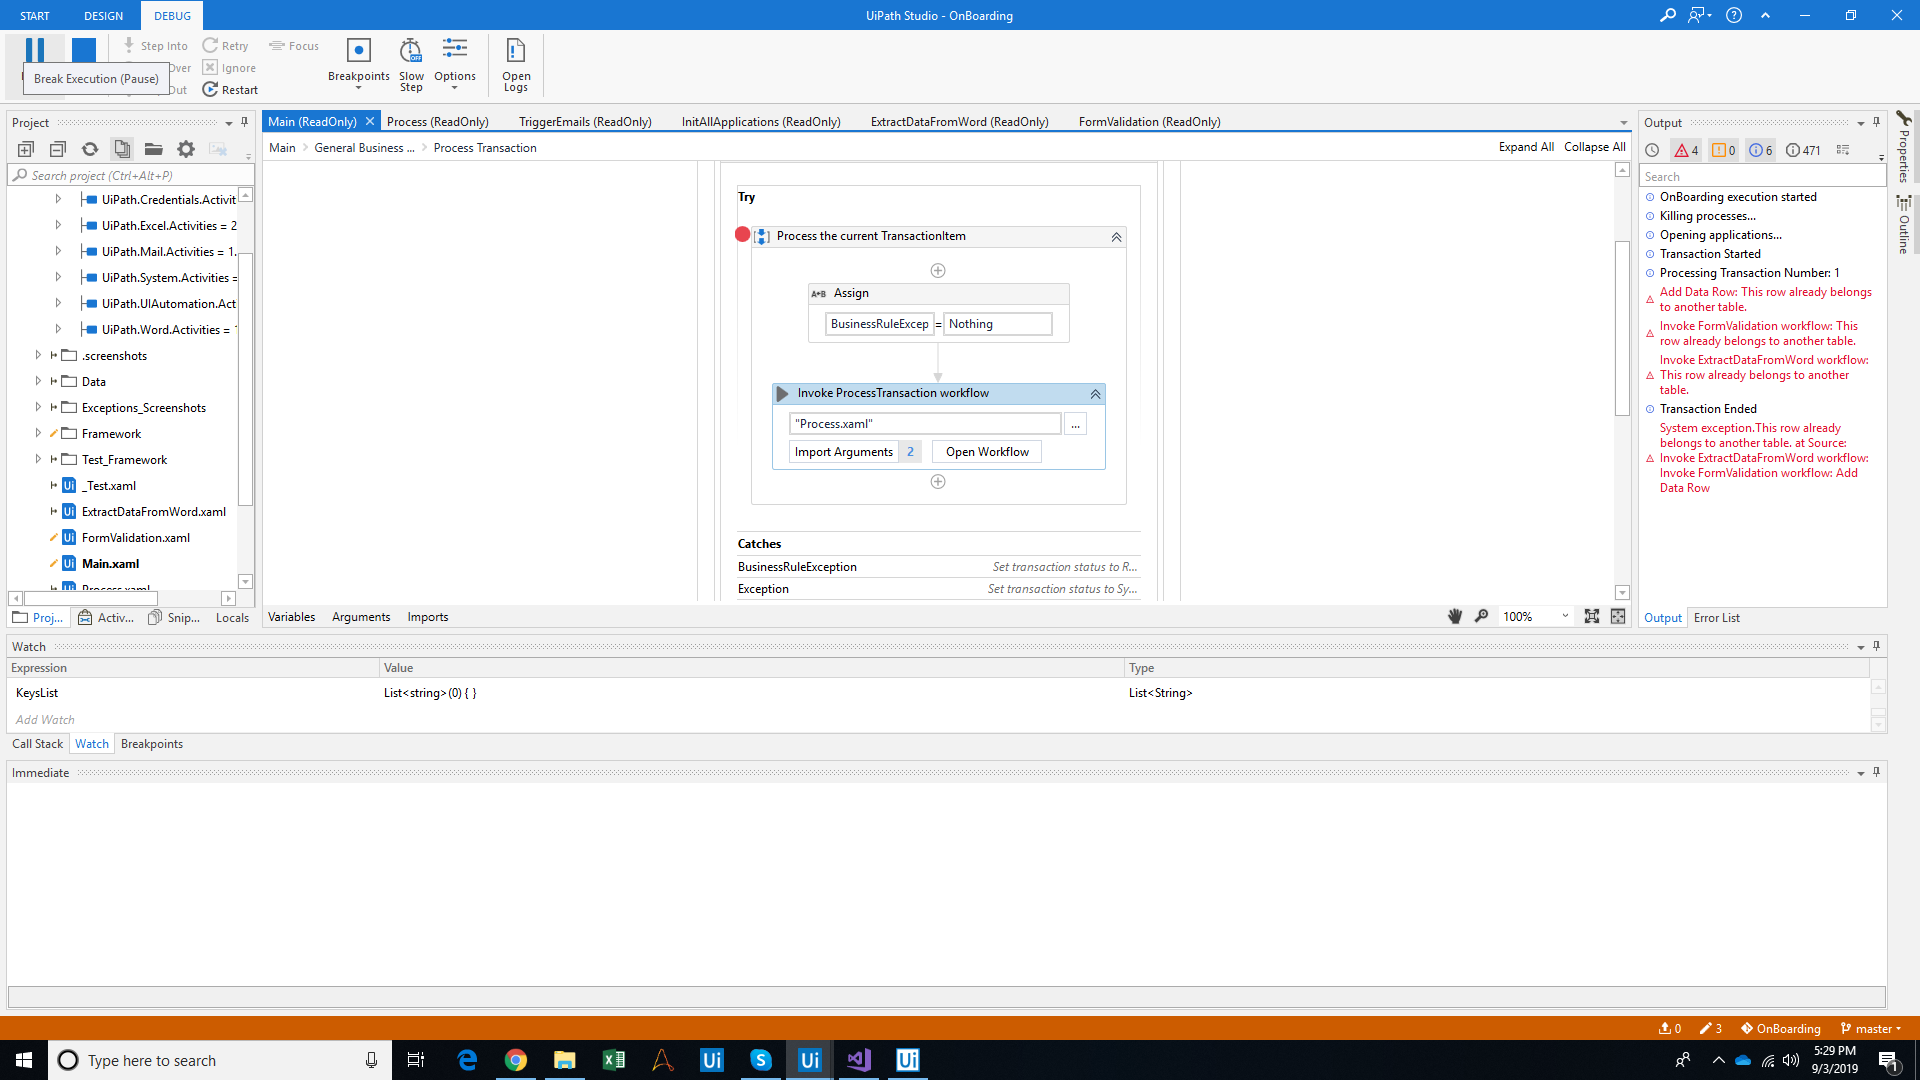 START DESIGN DEBUG UiPath Studio - OnBoarding
Step Into Retry Focus
Break Execution (Pause) Over Ignore Breakpoints Slow Step Options Open Logs
Out Restart
Project
Search project (Ctrl+Alt+P)
UiPath.Credentials.Activit
UiPath.Excel.Activities = 2
UiPath.Mail.Activities = 1.
UiPath.System.Activities =
UiPath.UIAutomation.Act
UiPath.Word.Activities = 1
.screenshots
Data
Exceptions_Screenshots
Framework
Test_Framework
_Test.xaml
ExtractDataFromWord.xaml
FormValidation.xaml
Main.xaml
Process.xaml
Proj... Activ... Snip... Locals
Main (ReadOnly) Process (ReadOnly) TriggerEmails (ReadOnly) InitAllApplications (ReadOnly) ExtractDataFromWord (ReadOnly) FormValidation (ReadOnly)
Main General Business ... Process Transaction Expand All Collapse All
Try
Process the current TransactionItem
A+B Assign
BusinessRuleExcep = Nothing
Invoke ProcessTransaction workflow
"Process.xaml" ...
Import Arguments 2 Open Workflow
Catches
BusinessRuleException Set transaction status to R...
Exception Set transaction status to Sy...
Variables Arguments Imports 100%
Output
4 0 6 471
Search
OnBoarding execution started
Killing processes...
Opening applications...
Transaction Started
Processing Transaction Number: 1
Add Data Row: This row already belongs
to another table.
Invoke FormValidation workflow: This
row already belongs to another table.
Invoke ExtractDataFromWord workflow:
This row already belongs to another
table.
Transaction Ended
System exception.This row already
belongs to another table. at Source:
Invoke ExtractDataFromWord workflow:
Invoke FormValidation workflow: Add
Data Row
Output Error List
Properties
Outline
Watch
Expression Value Type
KeysList List<string>(0) { } List<String>
Add Watch
Call Stack Watch Breakpoints
Immediate
0 3 OnBoarding master
Type here to search
5:29 PM
9/3/2019
1